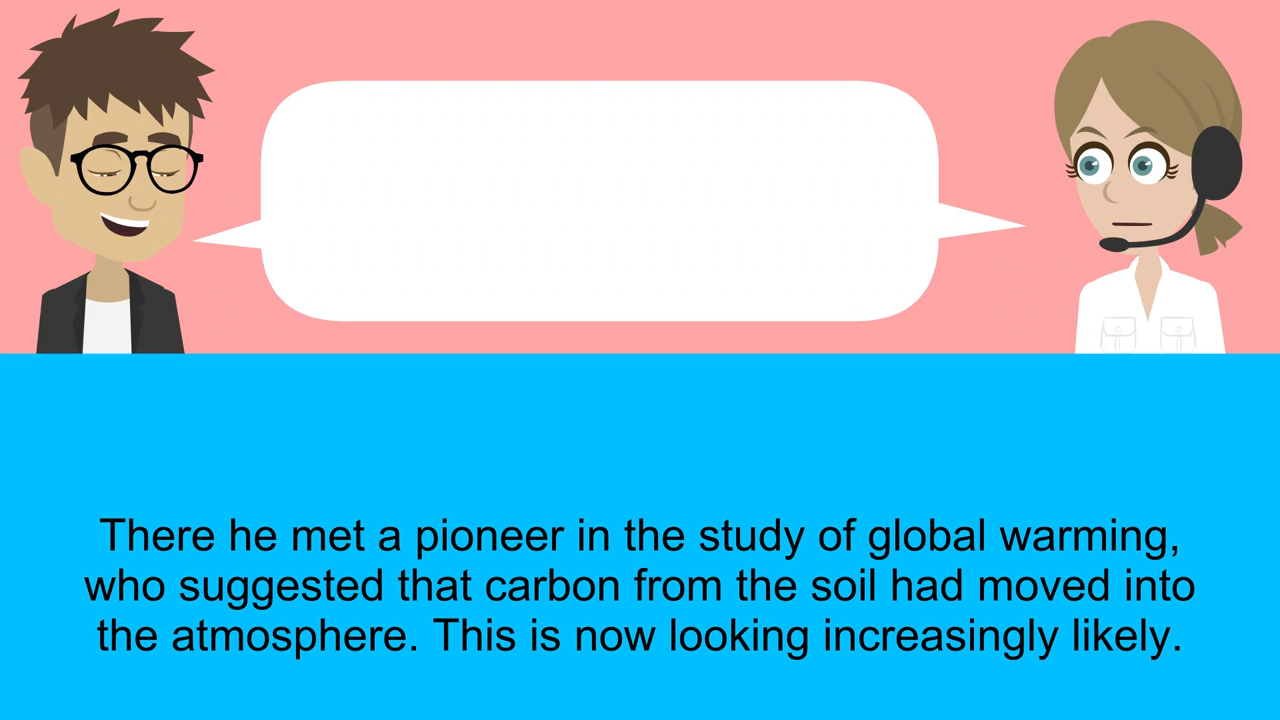 There he met a pioneer in the study of global warming,
who suggested that carbon from the soil had moved into
the atmosphere. This is now looking increasingly likely.